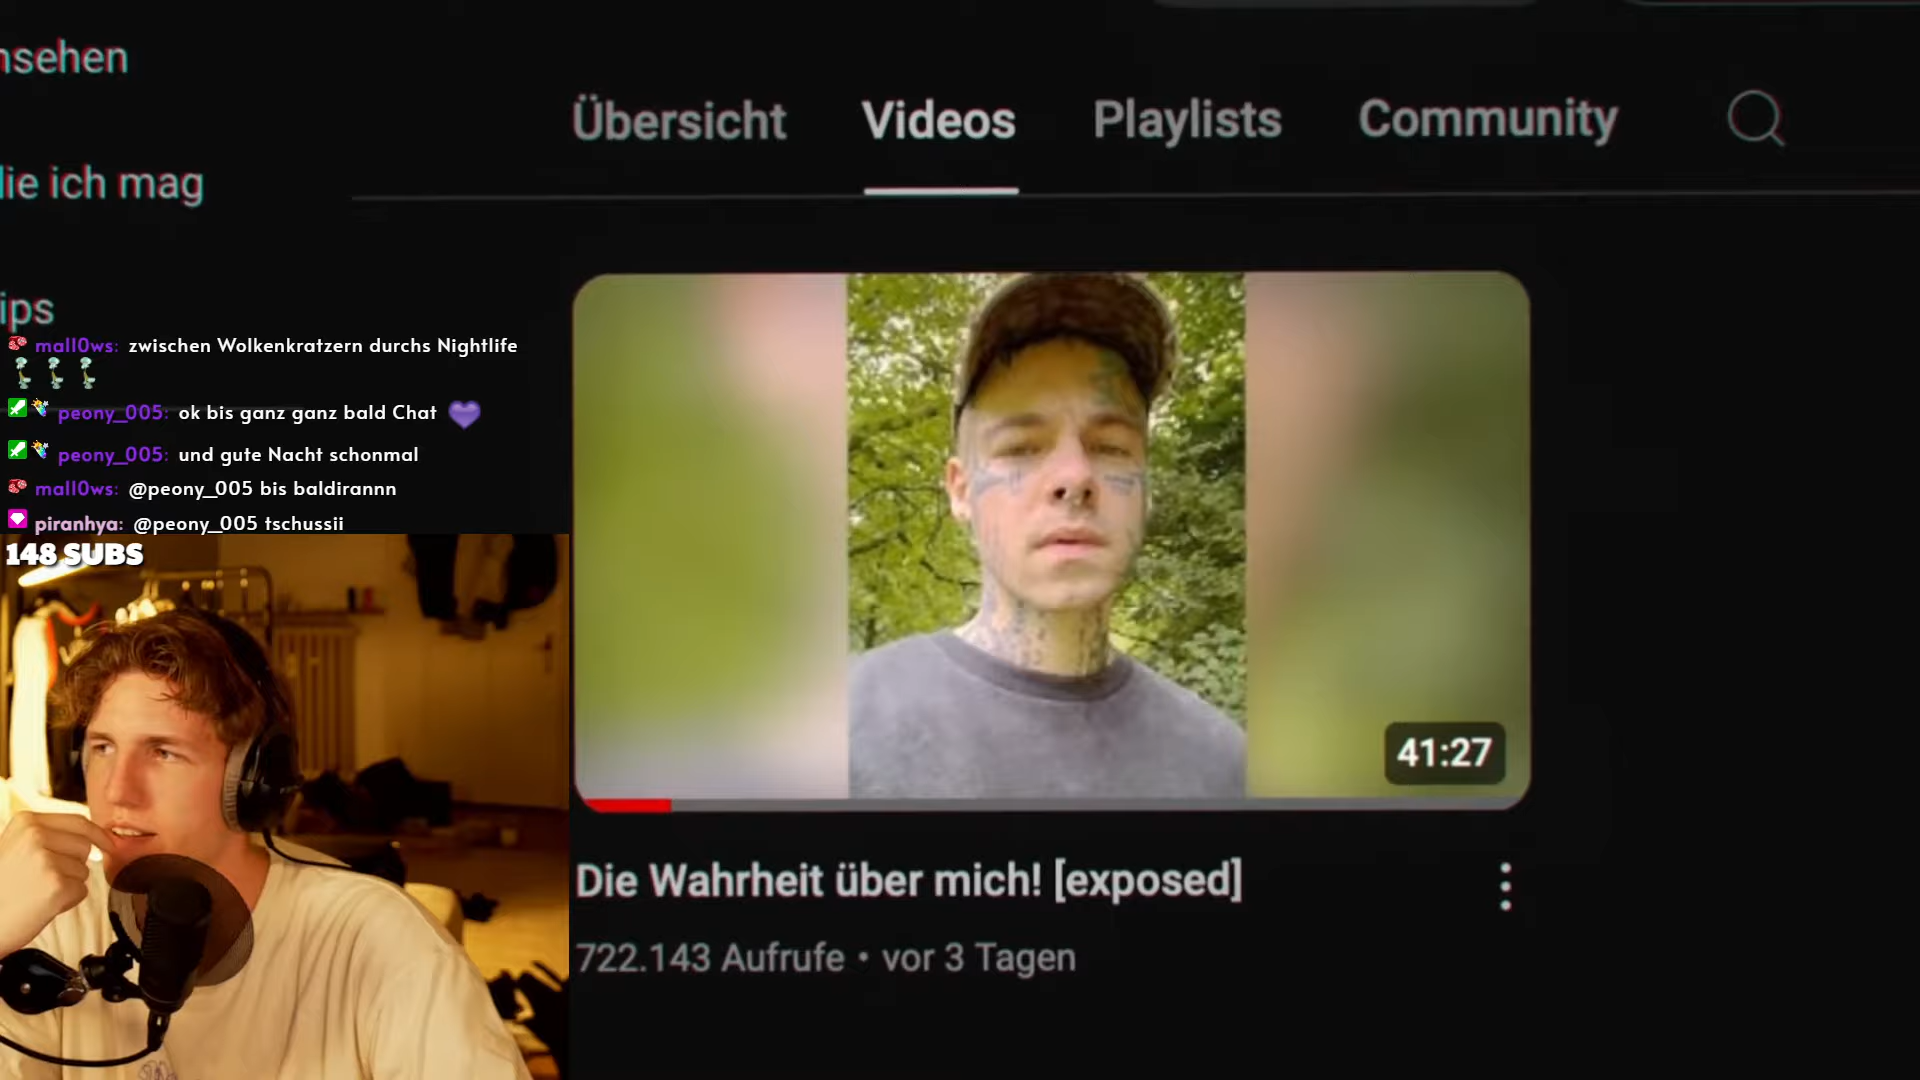 nsehen
Übersicht Videos Playlists Community
die ich mag
ips
mall0ws: zwischen Wolkenkratzern durchs Nightlife
peony_005: ok bis ganz ganz bald Chat
peony_005: und gute Nacht schonmal
mall0ws: @peony_005 bis baldirannn
piranhya: @peony_005 tschussii
148 SUBS
41:27
Die Wahrheit über mich! [exposed]
722.143 Aufrufe • vor 3 Tagen